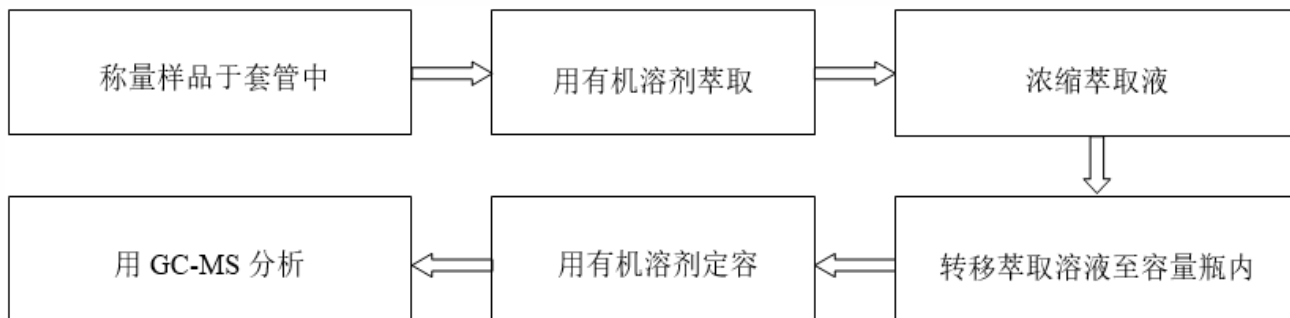 称量样品于套管中
用有机溶剂萃取
浓缩萃取液
转移萃取溶液至容量瓶内
用有机溶剂定容
用 GC-MS 分析